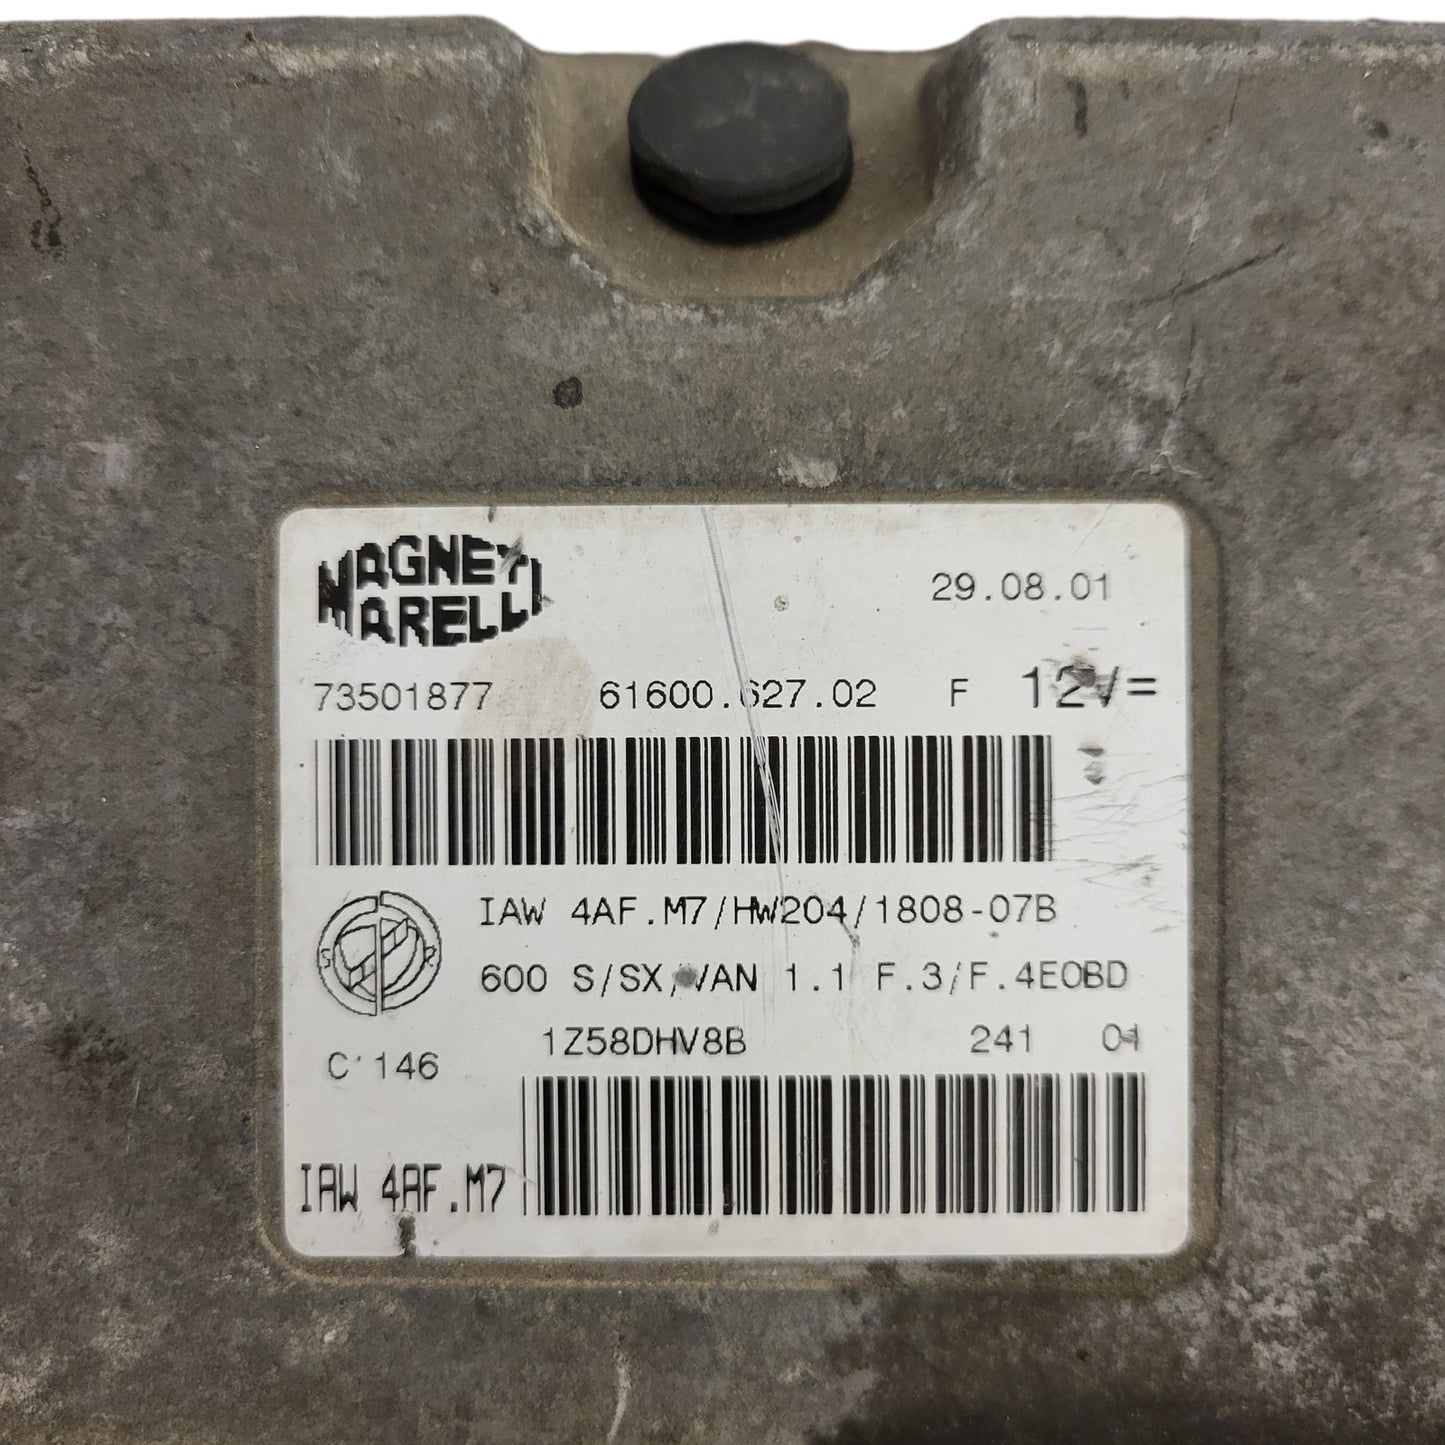 MAGNETI
MARELLI
29.08.01
73501877 61600.627.02 F 12V=
IAW 4AF.M7/HW204/1808-07B
S R
600 S/SX/VAN 1.1 F.3/F.4EOBD
1Z58DHV8B 241 01
C 146
IAW 4AF.M7